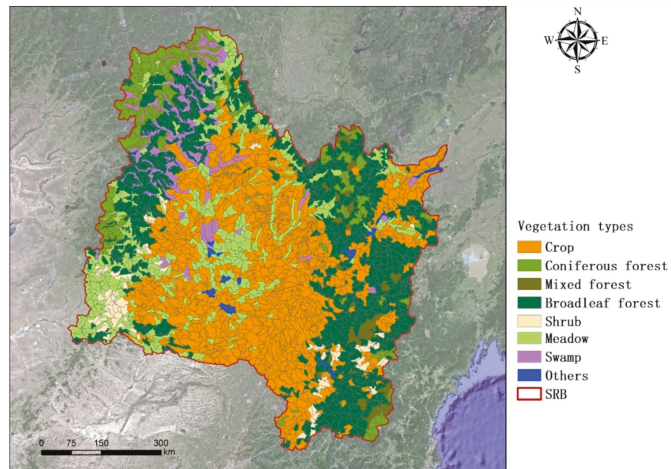 N
W E
S
Vegetation types
Crop
Coniferous forest
Mixed forest
Broadleaf forest
Shrub
Meadow
Swamp
Others
SRB
0 75 150 300
km